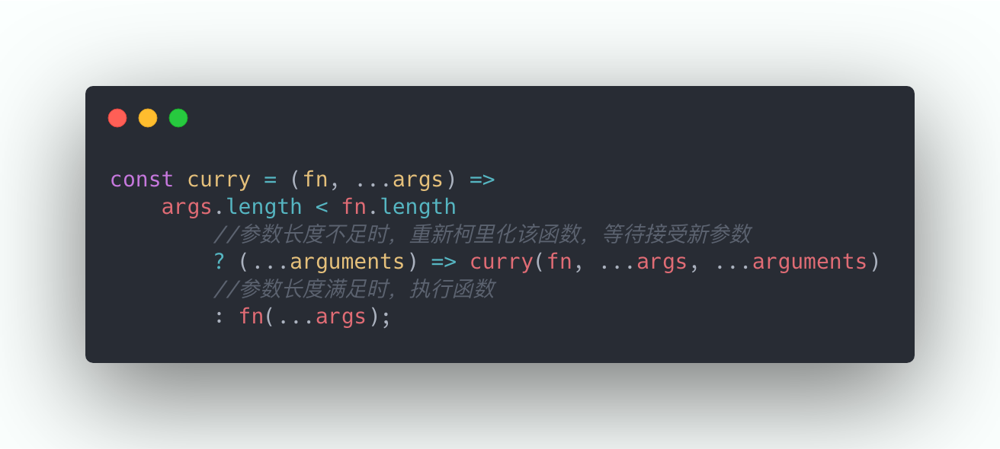 const curry = (fn, ...args) =>
    args.length < fn.length
        //参数长度不足时，重新柯里化该函数，等待接受新参数
        ? (...arguments) => curry(fn, ...args, ...arguments)
        //参数长度满足时，执行函数
        : fn(...args);